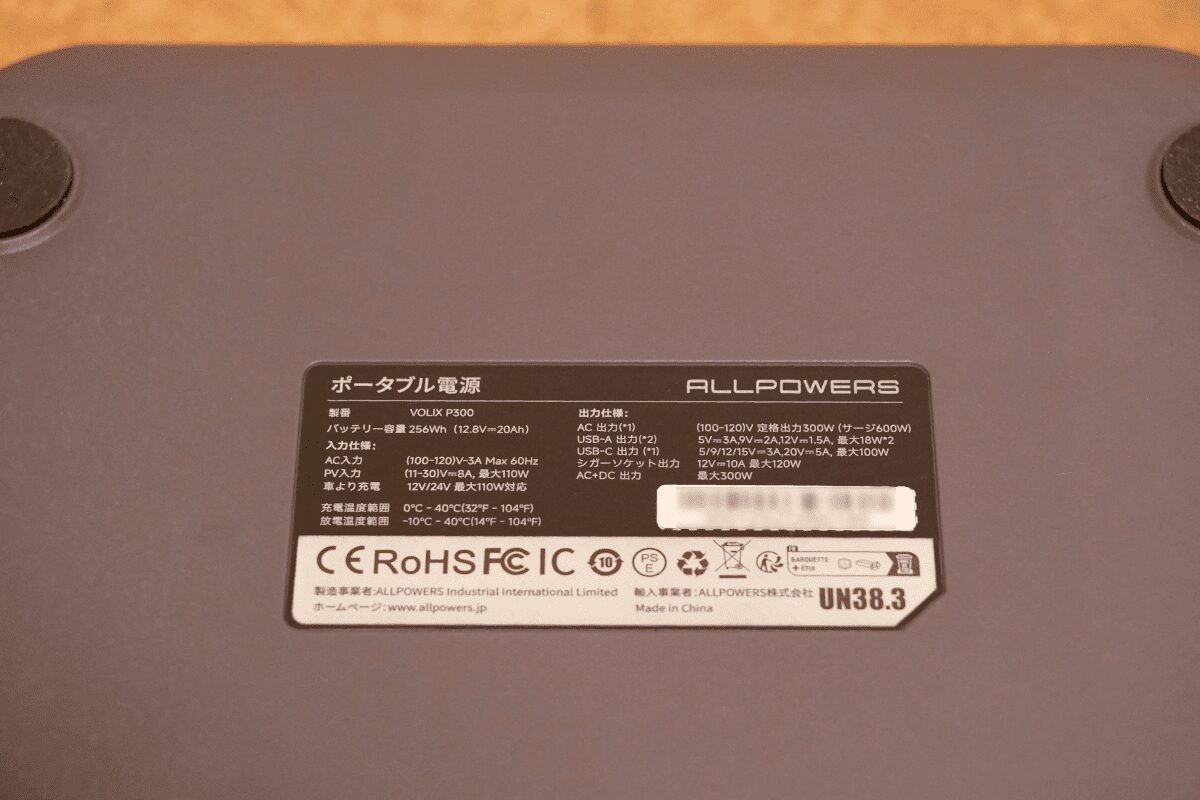 ポータブル電源
ALLPOWERS
製番 VOLIX P300
バッテリー容量 256Wh (12.8V⎓20Ah)
入力仕様:
AC入力 (100-120)V~3A Max 60Hz
PV入力 (11-30)V⎓8A, 最大110W
車より充電 12V/24V 最大110W対応
充電温度範囲 0°C - 40°C(32°F - 104°F)
放電温度範囲 -10°C - 40°C(14°F - 104°F)
出力仕様:
AC 出力(*1) (100-120)V 定格出力300W (サージ600W)
USB-A 出力(*2) 5V⎓3A,9V⎓2A,12V⎓1.5A, 最大18W*2
USB-C 出力 (*1) 5/9/12/15V⎓3A,20V⎓5A, 最大100W
シガーソケット出力 12V⎓10A 最大120W
AC+DC 出力 最大300W
CE RoHS FC IC 10 PSE
FR
BARQUETTE
+ ÉTUI
製造事業者:ALLPOWERS Industrial International Limited
ホームページ:www.allpowers.jp
輸入事業者:ALLPOWERS株式会社
Made in China
UN38.3